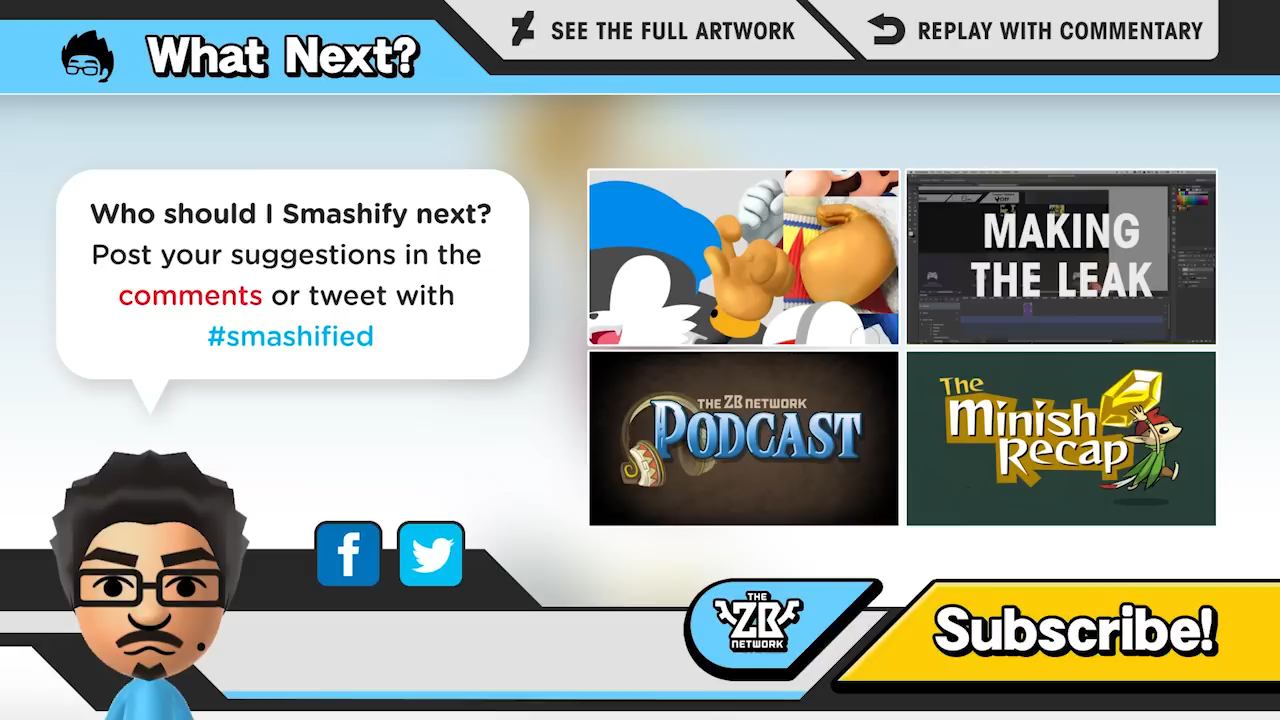 What Next?
SEE THE FULL ARTWORK
REPLAY WITH COMMENTARY
Who should I Smashify next?
Post your suggestions in the
comments or tweet with
#smashified
MAKING
THE LEAK
THE ZB NETWORK
PODCAST
The
Minish
Recap
THE
ZB
NETWORK
Subscribe!